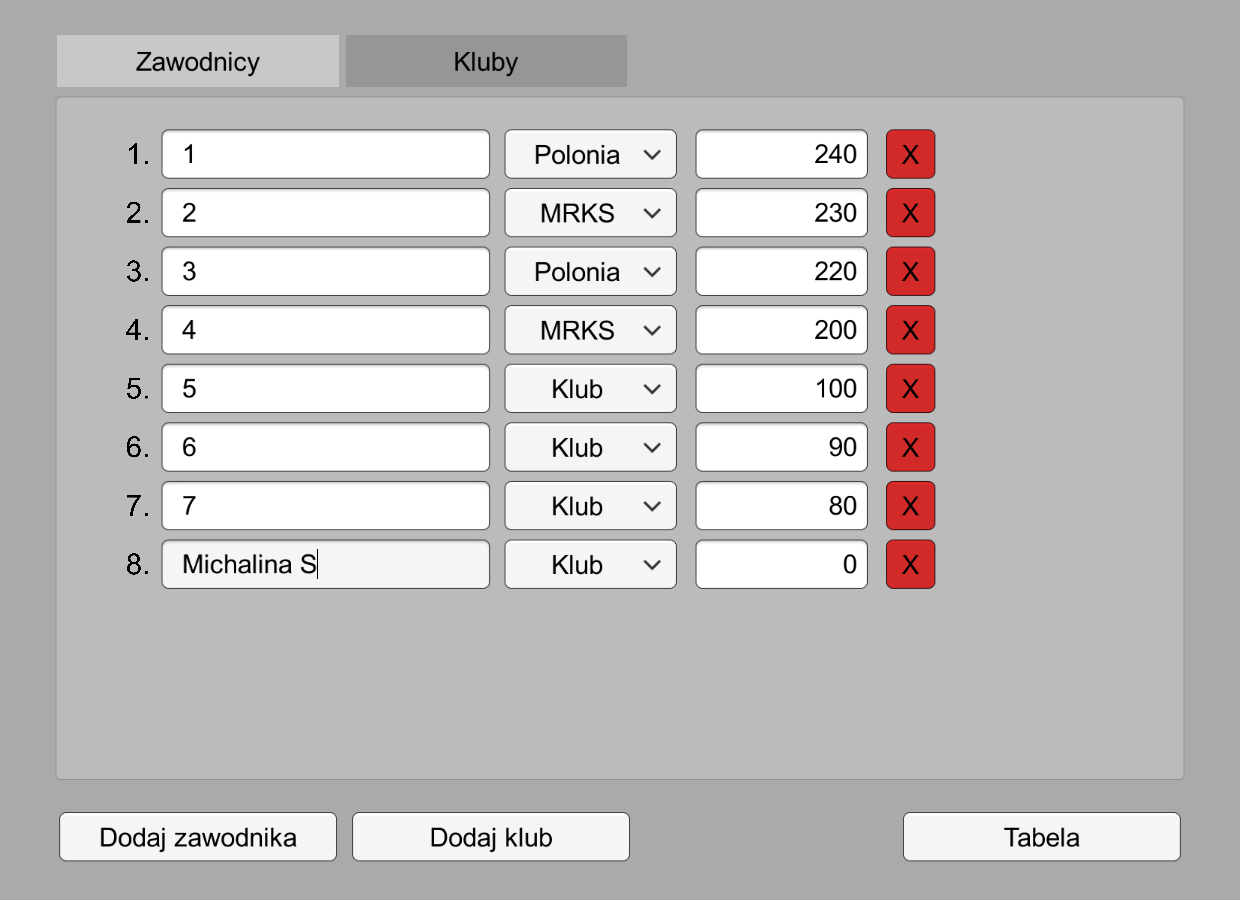 Zawodnicy Kluby
1. 1 Polonia 240 X
2. 2 MRKS 230 X
3. 3 Polonia 220 X
4. 4 MRKS 200 X
5. 5 Klub 100 X
6. 6 Klub 90 X
7. 7 Klub 80 X
8. Michalina S Klub 0 X
Dodaj zawodnika Dodaj klub Tabela